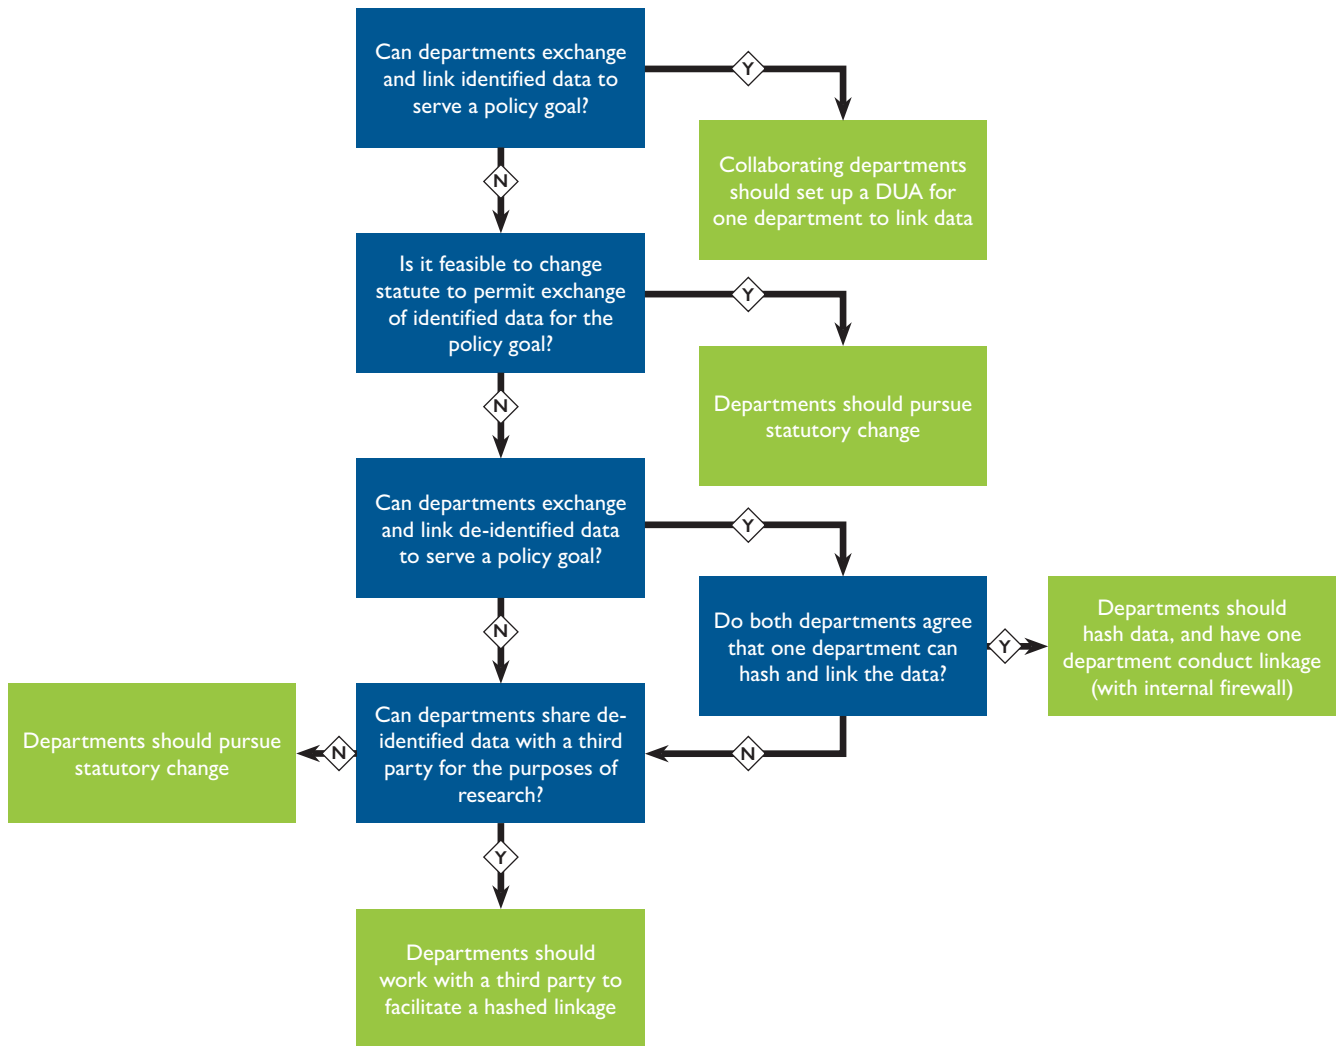 Can departments exchange
and link identified data to
serve a policy goal?
Y
Collaborating departments
should set up a DUA for
one department to link data
N
Is it feasible to change
statute to permit exchange
of identified data for the
policy goal?
Y
Departments should pursue
statutory change
N
Can departments exchange
and link de-identified data
to serve a policy goal?
Y
Do both departments agree
that one department can
hash and link the data?
Y
Departments should
hash data, and have one
department conduct linkage
(with internal firewall)
N
N
Can departments share de-
identified data with a third
party for the purposes of
research?
N
Departments should pursue
statutory change
Y
Departments should
work with a third party to
facilitate a hashed linkage